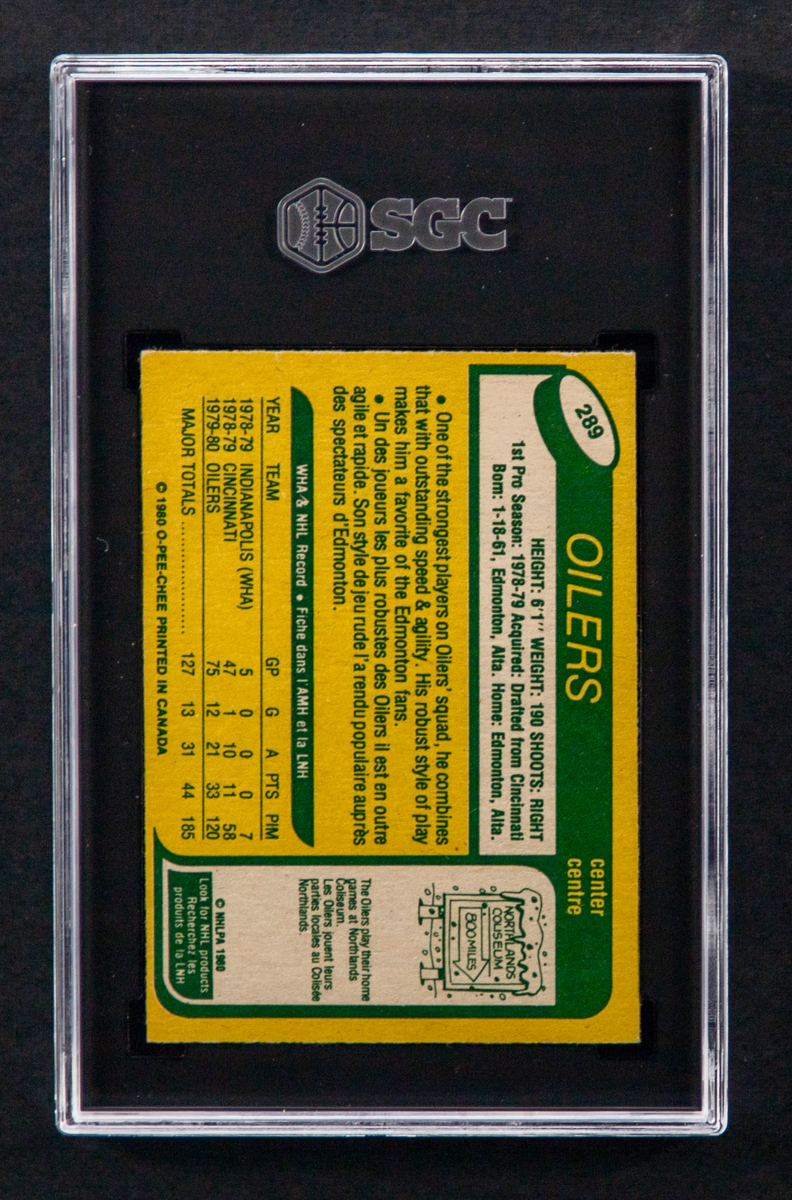 SGC
289
OILERS
center
centre
HEIGHT: 6'1" WEIGHT: 190 SHOOTS: RIGHT
1st Pro Season: 1978-79 Acquired: Drafted from Cincinnati
Born: 1-18-61, Edmonton, Alta. Home: Edmonton, Alta.
● One of the strongest players on Oilers' squad, he combines
that with outstanding speed & agility. His robust style of play
makes him a favorite of the Edmonton fans.
● Un des joueurs les plus robustes des Oilers il est en outre
agile et rapide. Son style de jeu rude l'a rendu populaire auprès
des spectateurs d'Edmonton.
WHA & NHL Record ● Fiche dans l'AMH et la LNH
YEAR TEAM GP G A PTS PIM
1978-79 INDIANAPOLIS (WHA) 5 0 0 0 7
1978-79 CINCINNATI 47 1 10 11 58
1979-80 OILERS 75 12 21 33 120
MAJOR TOTALS .................... 127 13 31 44 185
© 1980 O-PEE-CHEE PRINTED IN CANADA
NORTHLANDS
COLISEUM
800 MILES
The Oilers play their home
games at Northlands
Coliseum.
Les Oilers jouent leurs
parties locales au Colisée
Northlands.
© NHLPA 1980
Look for NHL products
Recherchez les
produits de la LNH